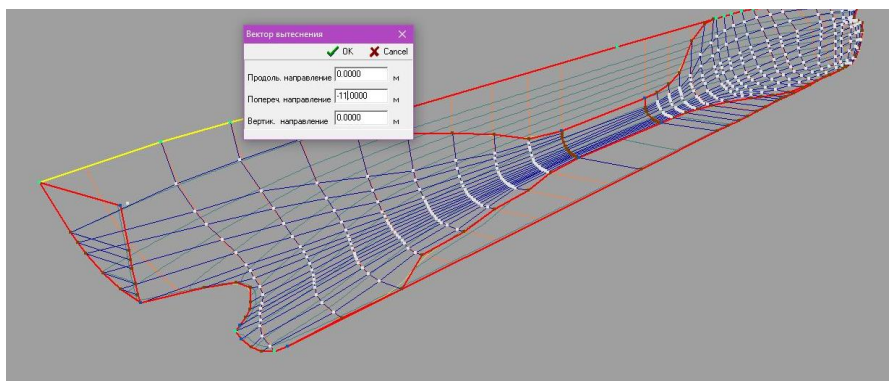 Вектор вытеснения
OK Cancel
Продоль. направление 0.0000 м
Попереч. направление -11.0000 м
Вертик. направление 0.0000 м